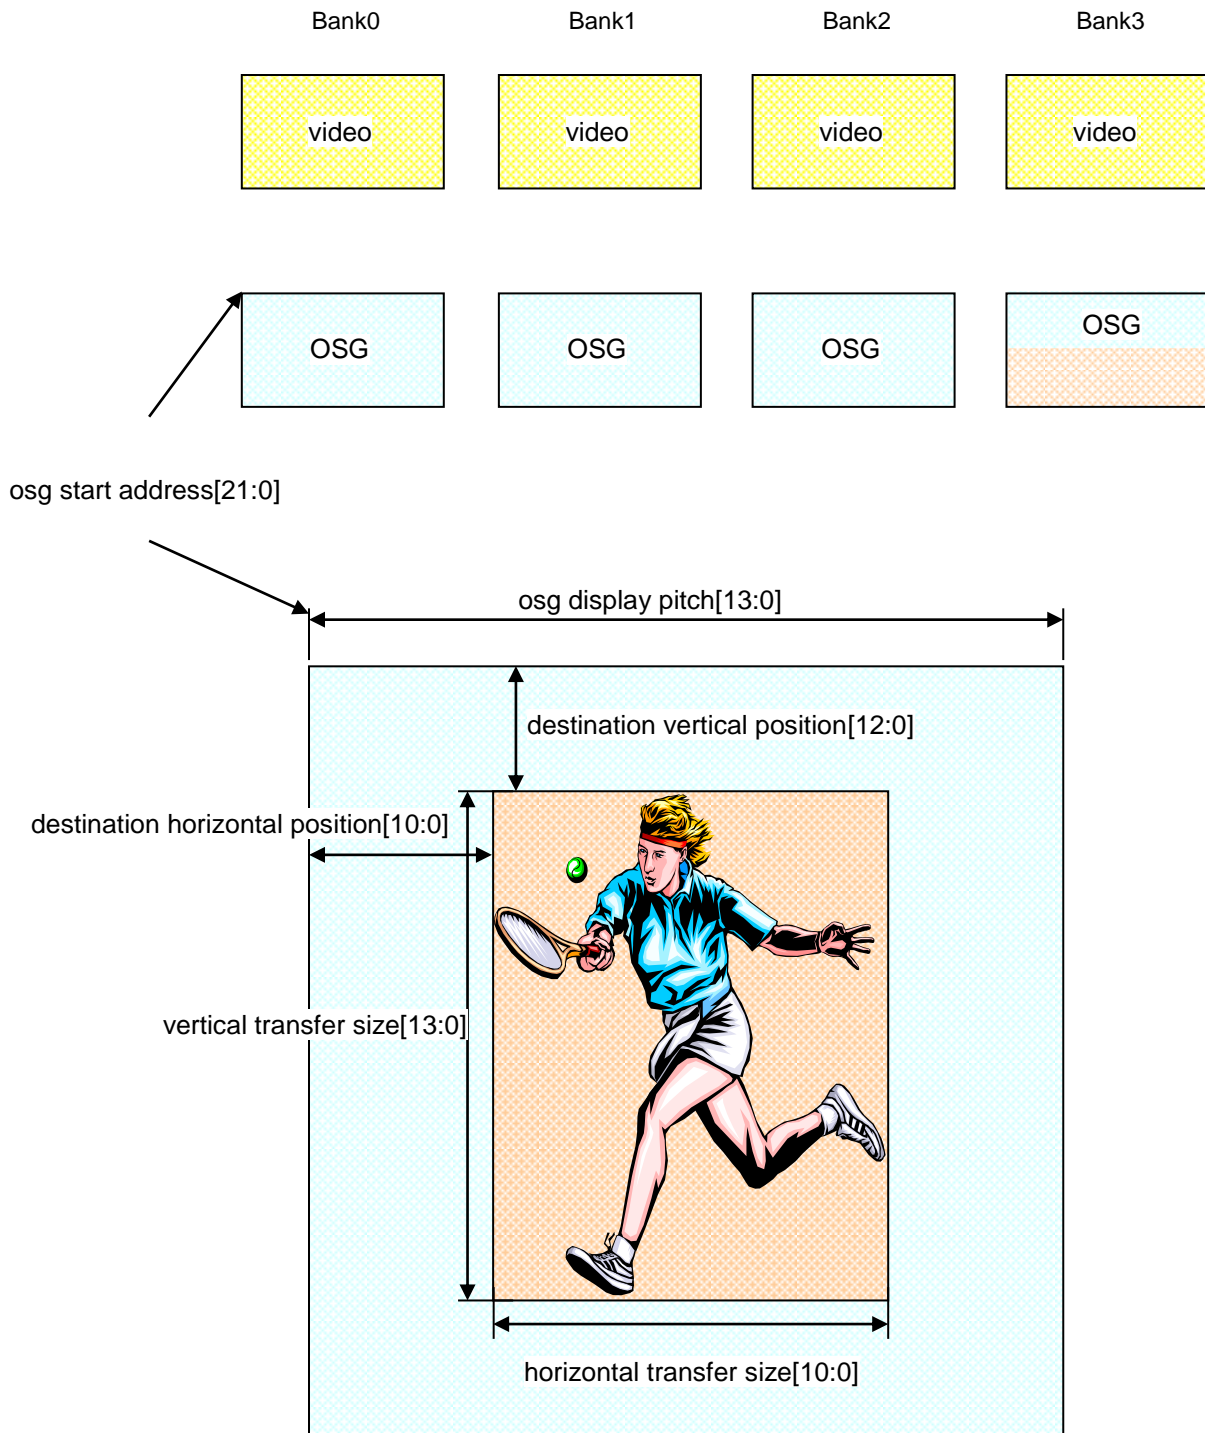 Bank0 Bank1 Bank2 Bank3
video video video video
OSG OSG OSG OSG
osg start address[21:0]
osg display pitch[13:0]
destination vertical position[12:0]
destination horizontal position[10:0]
vertical transfer size[13:0]
horizontal transfer size[10:0]